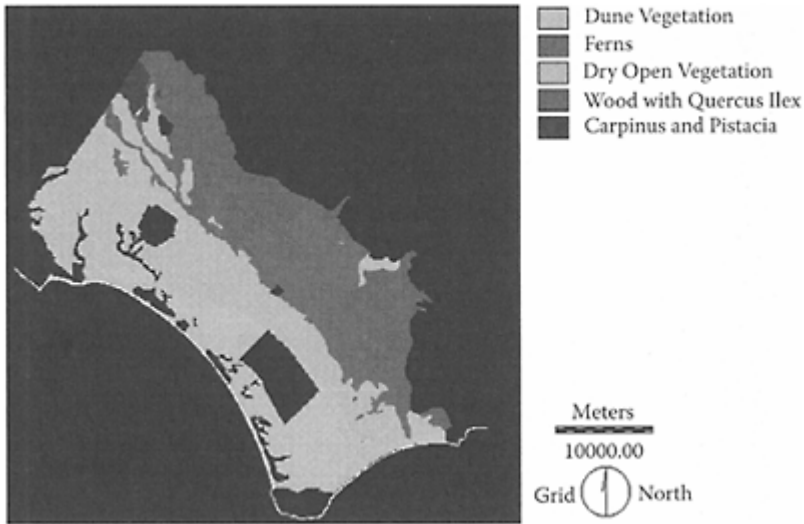 Dune Vegetation
Ferns
Dry Open Vegetation
Wood with Quercus Ilex
Carpinus and Pistacia
Meters
10000.00
Grid North